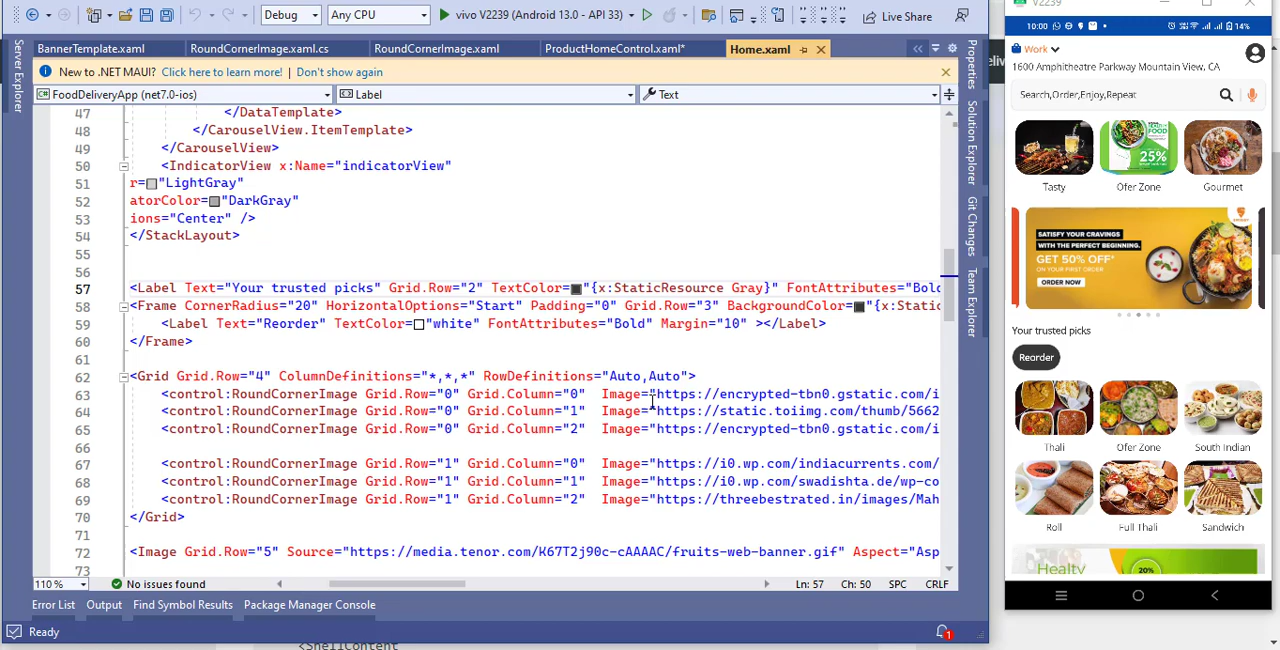 Debug
Any CPU
vivo V2239 (Android 13.0 - API 33)
Live Share
BannerTemplate.xaml
RoundCornerImage.xaml.cs
RoundCornerImage.xaml
ProductHomeControl.xaml*
Home.xaml
New to .NET MAUI? Click here to learn more! Don't show again
FoodDeliveryApp (net7.0-ios)
Label
Text
Server Explorer
Properties
Solution Explorer
Git Changes
Team Explorer
47 </DataTemplate>
48 </CarouselView.ItemTemplate>
49 </CarouselView>
50 <IndicatorView x:Name="indicatorView"
51 r="LightGray"
52 atorColor="DarkGray"
53 ions="Center" />
54 </StackLayout>
55
56
57 <Label Text="Your trusted picks" Grid.Row="2" TextColor="{x:StaticResource Gray}" FontAttributes="Bold
58 <Frame CornerRadius="20" HorizontalOptions="Start" Padding="0" Grid.Row="3" BackgroundColor="{x:Static
59 <Label Text="Reorder" TextColor="white" FontAttributes="Bold" Margin="10" ></Label>
60 </Frame>
61
62 <Grid Grid.Row="4" ColumnDefinitions="*,*,*" RowDefinitions="Auto,Auto">
63 <control:RoundCornerImage Grid.Row="0" Grid.Column="0" Image="https://encrypted-tbn0.gstatic.com/i
64 <control:RoundCornerImage Grid.Row="0" Grid.Column="1" Image="https://static.toiimg.com/thumb/5662
65 <control:RoundCornerImage Grid.Row="0" Grid.Column="2" Image="https://encrypted-tbn0.gstatic.com/i
66
67 <control:RoundCornerImage Grid.Row="1" Grid.Column="0" Image="https://i0.wp.com/indiacurrents.com/
68 <control:RoundCornerImage Grid.Row="1" Grid.Column="1" Image="https://i0.wp.com/swadishta.de/wp-co
69 <control:RoundCornerImage Grid.Row="1" Grid.Column="2" Image="https://threebestrated.in/images/Mah
70 </Grid>
71
72 <Image Grid.Row="5" Source="https://media.tenor.com/K67T2j90c-cAAAAC/fruits-web-banner.gif" Aspect="Asp
73
110 %
No issues found
Ln: 57
Ch: 50
SPC
CRLF
Error List
Output
Find Symbol Results
Package Manager Console
Ready
1
<ShellContent
V2239
10:00
14%
Work
1600 Amphitheatre Parkway Mountain View, CA
Search,Order,Enjoy,Repeat
FOOD
25%
Tasty
Ofer Zone
Gourmet
SATISFY YOUR CRAVINGS
WITH THE PERFECT BEGINNING.
GET 50% OFF*
ON YOUR FIRST ORDER
ORDER NOW
Your trusted picks
Reorder
Thali
Ofer Zone
South Indian
Roll
Full Thali
Sandwich
Healty
20%